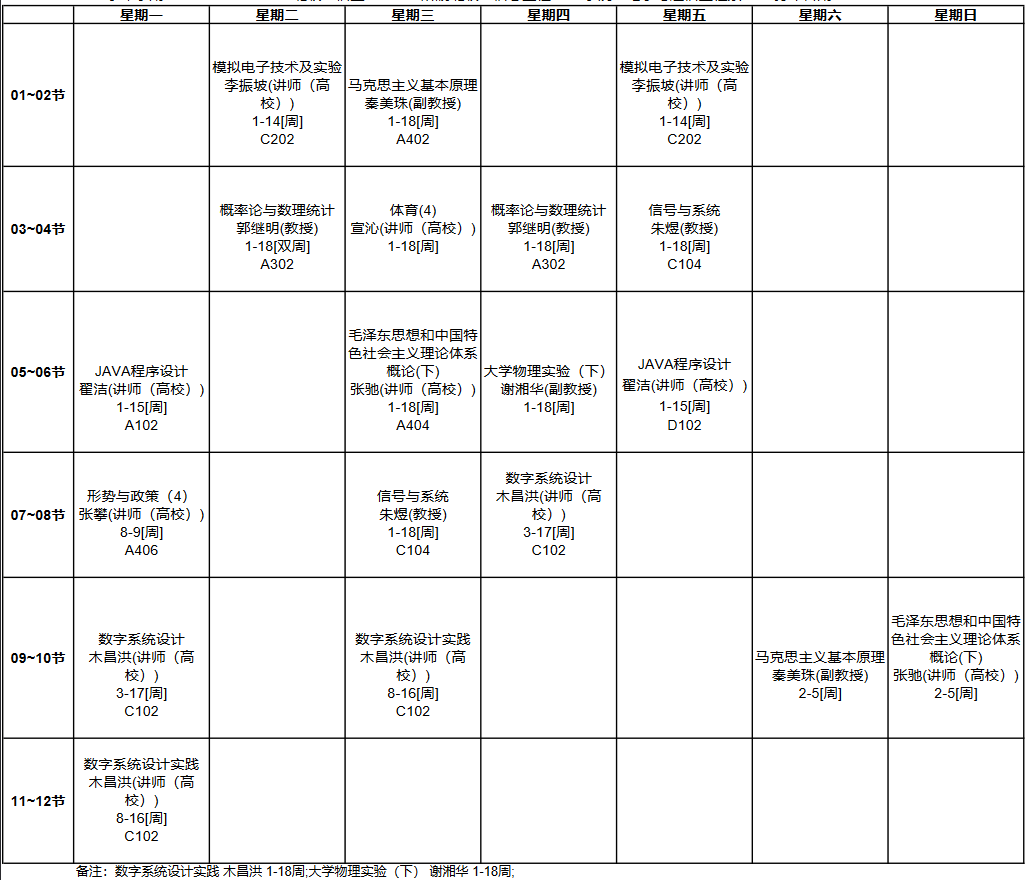 星期一 星期二 星期三 星期四 星期五 星期六 星期日
01~02节
模拟电子技术及实验
李振坡(讲师（高
校）)
1-14[周]
C202
马克思主义基本原理
秦美珠(副教授)
1-18[周]
A402
模拟电子技术及实验
李振坡(讲师（高
校）)
1-14[周]
C202
03~04节
概率论与数理统计
郭继明(教授)
1-18[双周]
A302
体育(4)
宣沁(讲师（高校）)
1-18[周]
概率论与数理统计
郭继明(教授)
1-18[周]
A302
信号与系统
朱煜(教授)
1-18[周]
C104
05~06节
JAVA程序设计
翟洁(讲师（高校）)
1-15[周]
A102
毛泽东思想和中国特
色社会主义理论体系
概论(下)
张驰(讲师（高校）)
1-18[周]
A404
大学物理实验（下）
谢湘华(副教授)
1-18[周]
JAVA程序设计
翟洁(讲师（高校）)
1-15[周]
D102
07~08节
形势与政策（4）
张攀(讲师（高校）)
8-9[周]
A406
信号与系统
朱煜(教授)
1-18[周]
C104
数字系统设计
木昌洪(讲师（高
校）)
3-17[周]
C102
09~10节
数字系统设计
木昌洪(讲师（高
校）)
3-17[周]
C102
数字系统设计实践
木昌洪(讲师（高
校）)
8-16[周]
C102
马克思主义基本原理
秦美珠(副教授)
2-5[周]
毛泽东思想和中国特
色社会主义理论体系
概论(下)
张驰(讲师（高校）)
2-5[周]
11~12节
数字系统设计实践
木昌洪(讲师（高
校）)
8-16[周]
C102
备注：数字系统设计实践 木昌洪 1-18周;大学物理实验（下） 谢湘华 1-18周;